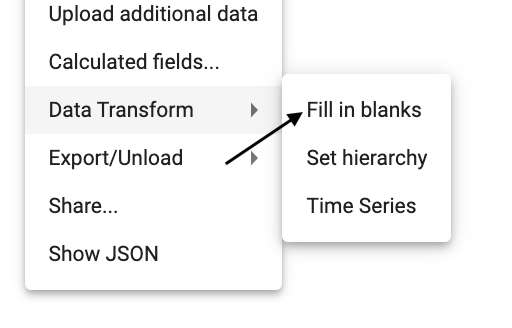 Upload additional data
Calculated fields...
Data Transform
Fill in blanks
Export/Unload
Set hierarchy
Share...
Time Series
Show JSON